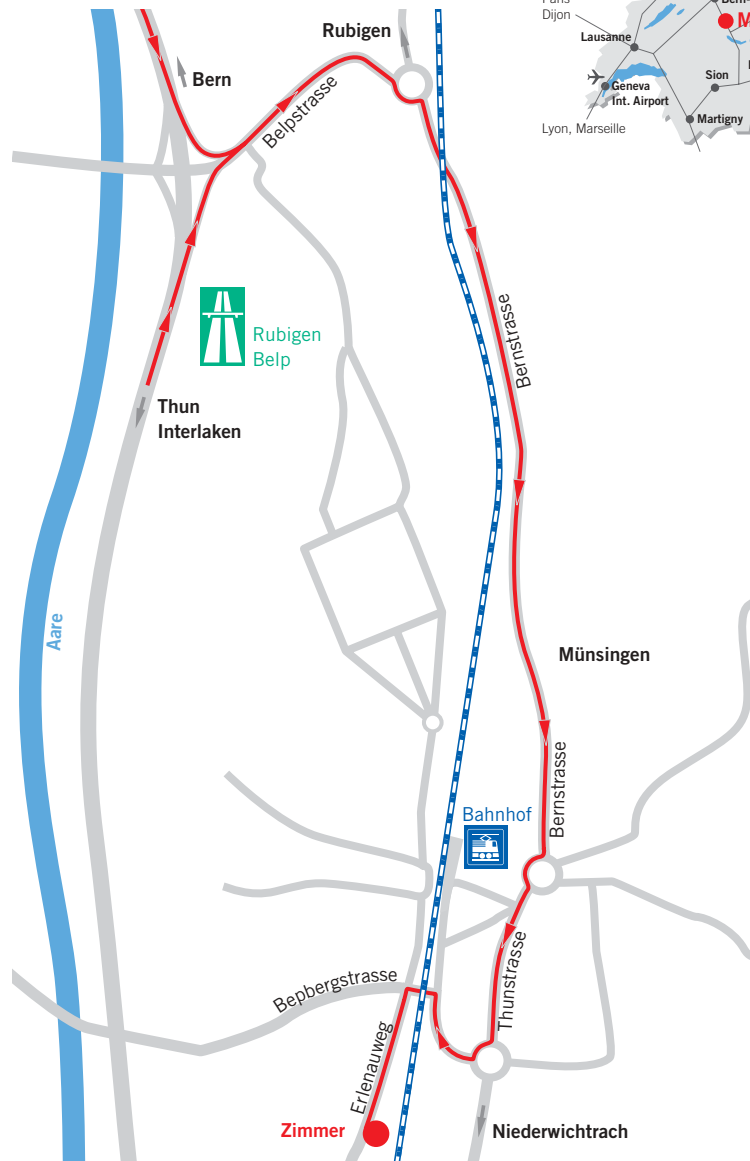 Paris
Dijon
Lausanne
Geneva
Int. Airport
Sion
Martigny
Lyon, Marseille
Rubigen
Bern
Belpstrasse
Bernstrasse
Rubigen
Belp
Thun
Interlaken
Aare
Münsingen
Bernstrasse
Bahnhof
Thunstrasse
Bepbergstrasse
Erlenauweg
Zimmer
Niederwichtrach